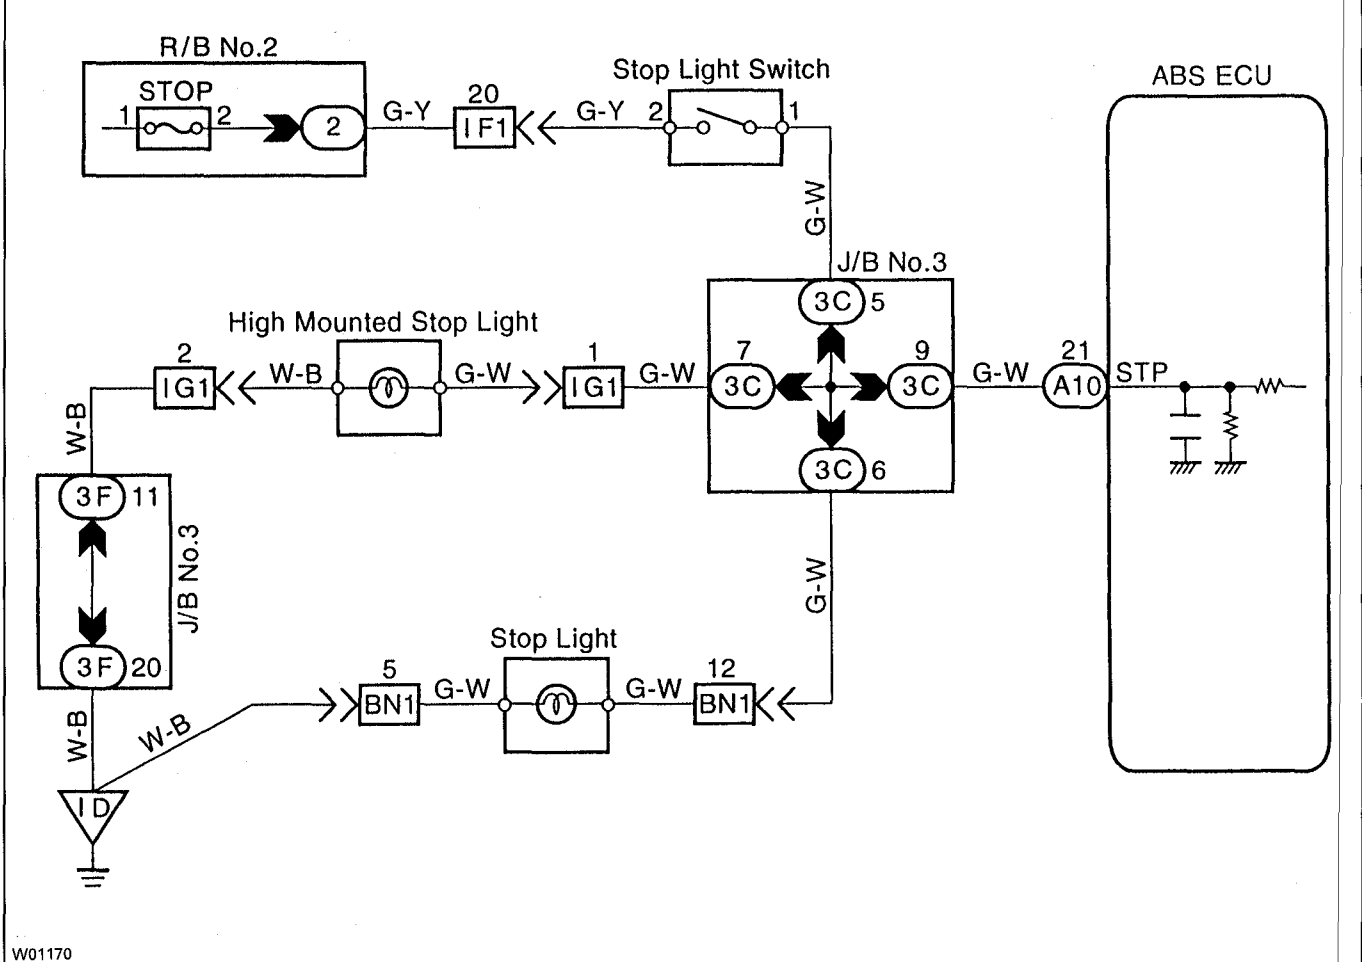 R/B No.2
STOP
1
2
2
G-Y
20
IF1
G-Y
Stop Light Switch
2
1
G-W
ABS ECU
J/B No.3
3C 5
7
3C
9
3C
3C 6
G-W
21
A10
STP
High Mounted Stop Light
2
IG1
W-B
G-W
1
IG1
G-W
W-B
3F 11
J/B No.3
3F 20
W-B
W-B
ID
Stop Light
5
BN1
G-W
G-W
12
BN1
G-W
W01170